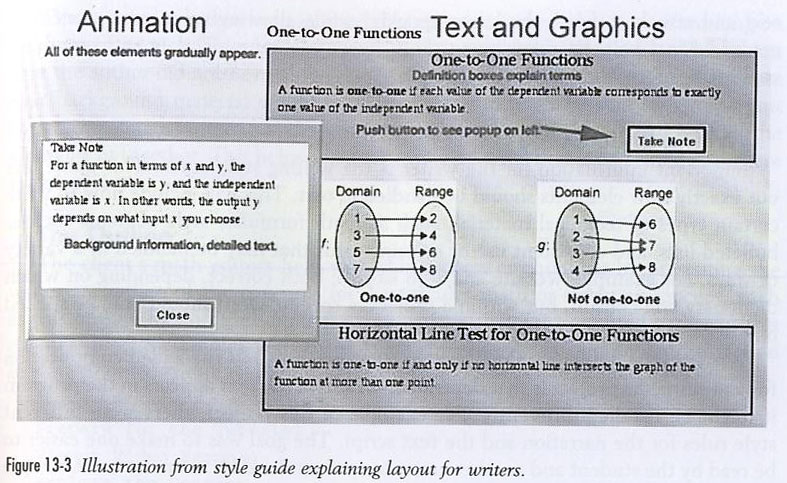 Animation
All of these elements gradually appear.
One-to-One Functions Text and Graphics
One-to-One Functions
Definition boxes explain terms
A function is one-to-one if each value of the dependent variable corresponds to exactly
one value of the independent variable.
Push button to see popup on left.
Take Note
Take Note
For a function in terms of x and y, the
dependent variable is y, and the independent
variable is x. In other words, the output y
depends on what input x you choose.
Background information, detailed text.
Close
Domain Range
f:
1 2
3 4
5 6
7 8
One-to-one
Domain Range
g:
1 6
2 7
3
4 8
Not one-to-one
Horizontal Line Test for One-to-One Functions
A function is one-to-one if and only if no horizontal line intersects the graph of the
function at more than one point.
Figure 13-3 Illustration from style guide explaining layout for writers.